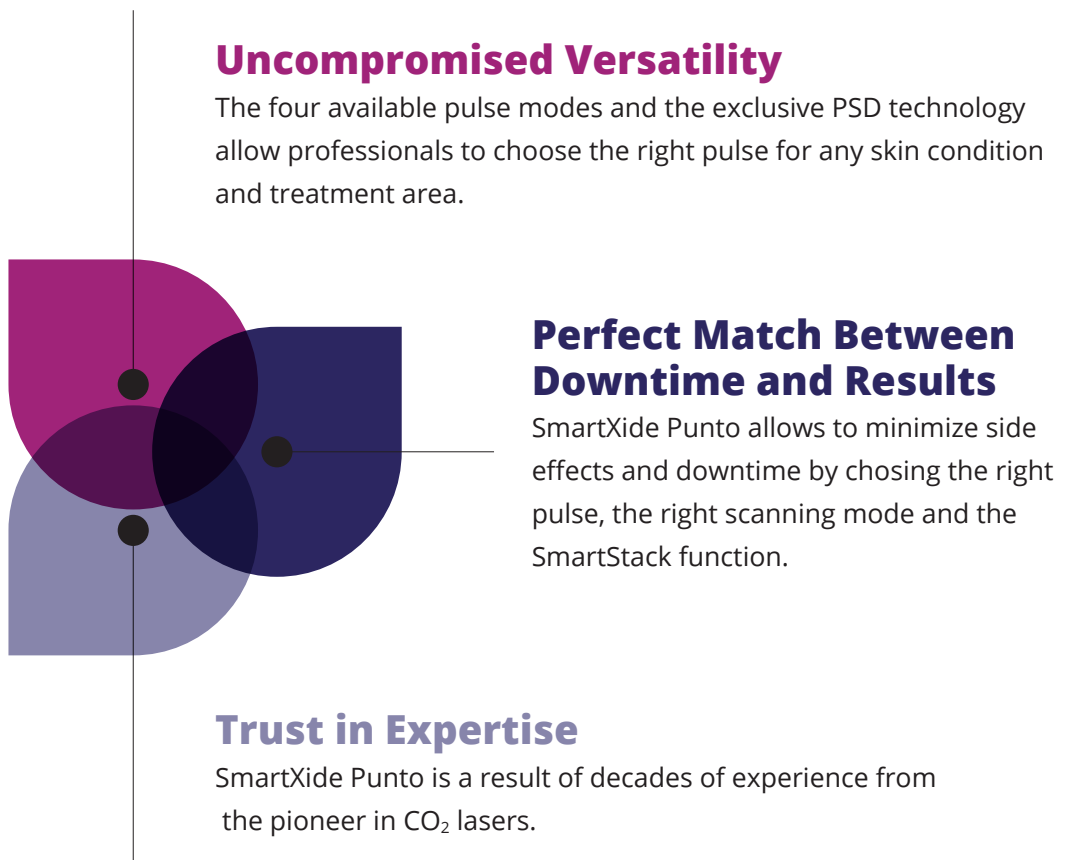 Uncompromised Versatility
The four available pulse modes and the exclusive PSD technology
allow professionals to choose the right pulse for any skin condition
and treatment area.
Perfect Match Between
Downtime and Results
SmartXide Punto allows to minimize side
effects and downtime by chosing the right
pulse, the right scanning mode and the
SmartStack function.
Trust in Expertise
SmartXide Punto is a result of decades of experience from
the pioneer in CO₂ lasers.